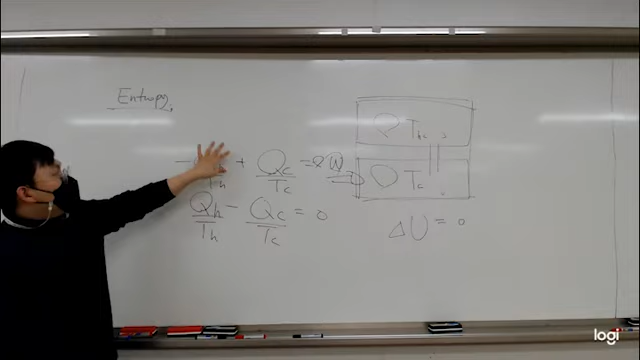 Entropy
+ Qc/Tc =
Qh/Th - Qc/Tc = 0
Th
Tc
ΔU = 0
logi